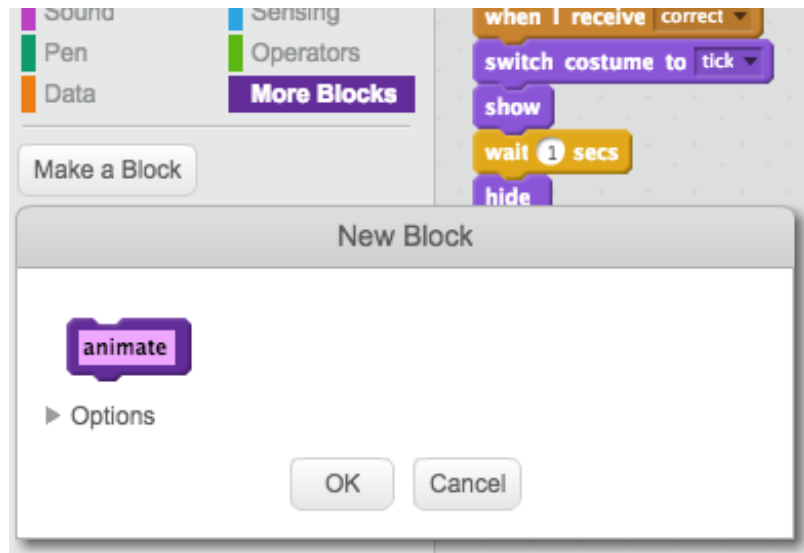 Sound
Sensing
Pen
Operators
Data
More Blocks
Make a Block
when I receive correct
switch costume to tick
show
wait 1 secs
hide
New Block
animate
Options
OK
Cancel